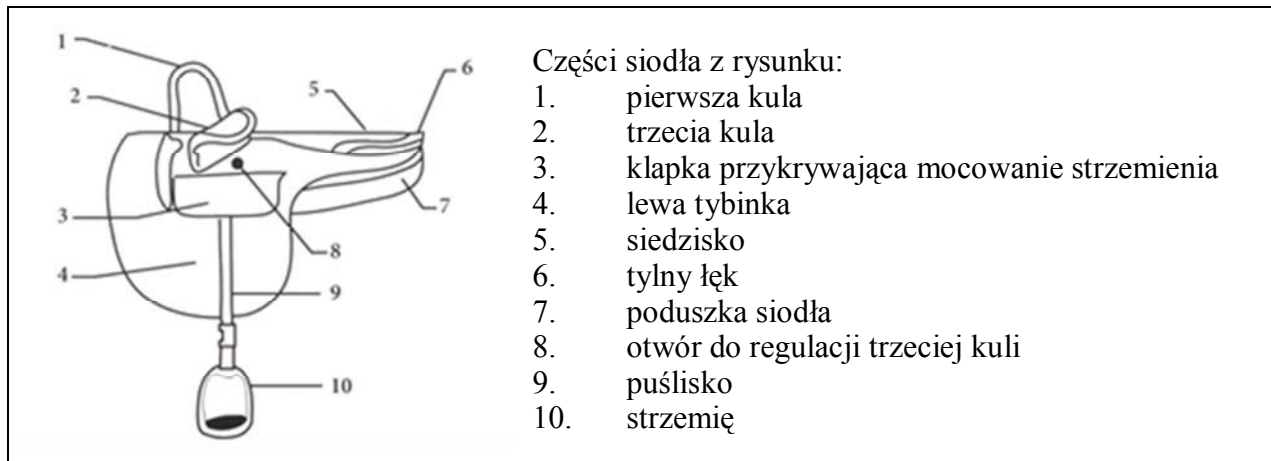 1
2
3
4
5
6
7
8
9
10
Części siodła z rysunku:
1. pierwsza kula
2. trzecia kula
3. klapka przykrywająca mocowanie strzemienia
4. lewa tybinka
5. siedzisko
6. tylny łęk
7. poduszka siodła
8. otwór do regulacji trzeciej kuli
9. puślisko
10. strzemię